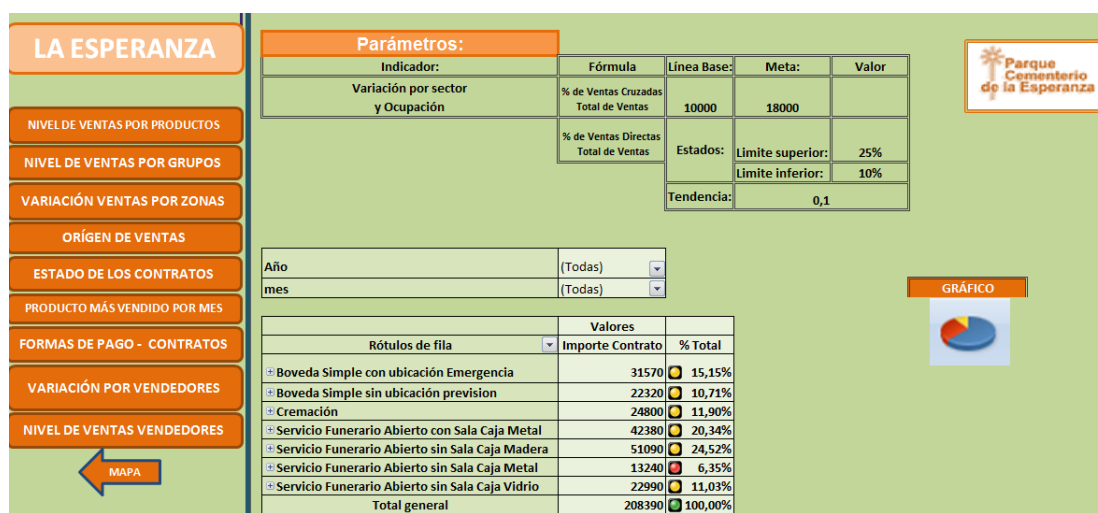 LA ESPERANZA
NIVEL DE VENTAS POR PRODUCTOS
NIVEL DE VENTAS POR GRUPOS
VARIACIÓN VENTAS POR ZONAS
ORÍGEN DE VENTAS
ESTADO DE LOS CONTRATOS
PRODUCTO MÁS VENDIDO POR MES
FORMAS DE PAGO - CONTRATOS
VARIACIÓN POR VENDEDORES
NIVEL DE VENTAS VENDEDORES
MAPA
Parámetros:
Indicador: Fórmula Línea Base: Meta: Valor
Variación por sector
y Ocupación
% de Ventas Cruzadas
Total de Ventas
10000 18000
% de Ventas Directas
Total de Ventas
Estados: Limite superior: 25%
Limite inferior: 10%
Tendencia: 0,1
Parque
Cementerio
de la Esperanza
Año (Todas)
mes (Todas)
GRÁFICO
Valores
Rótulos de fila Importe Contrato % Total
Boveda Simple con ubicación Emergencia 31570 15,15%
Boveda Simple sin ubicación prevision 22320 10,71%
Cremación 24800 11,90%
Servicio Funerario Abierto con Sala Caja Metal 42380 20,34%
Servicio Funerario Abierto sin Sala Caja Madera 51090 24,52%
Servicio Funerario Abierto sin Sala Caja Metal 13240 6,35%
Servicio Funerario Abierto sin Sala Caja Vidrio 22990 11,03%
Total general 208390 100,00%